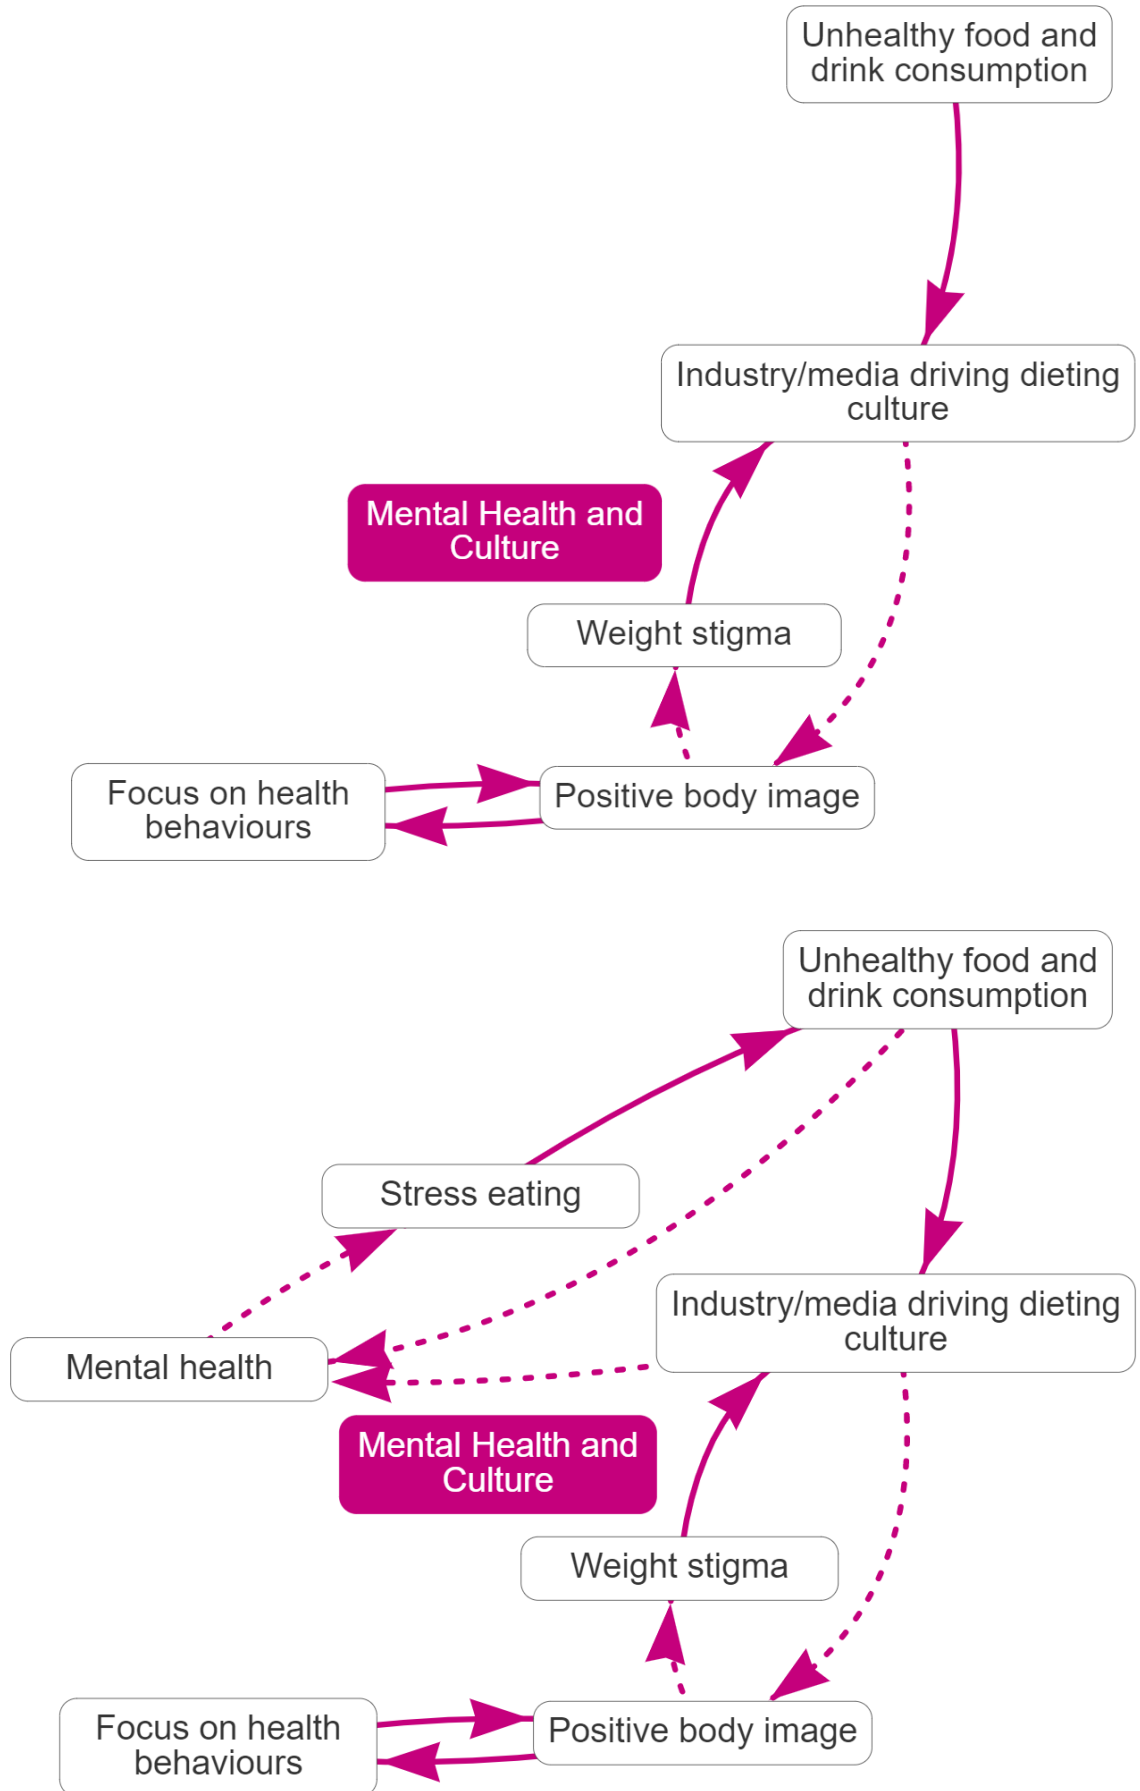 Unhealthy food and
drink consumption
Industry/media driving dieting
culture
Mental Health and
Culture
Weight stigma
Focus on health
behaviours
Positive body image
Unhealthy food and
drink consumption
Stress eating
Industry/media driving dieting
culture
Mental health
Mental Health and
Culture
Weight stigma
Focus on health
behaviours
Positive body image